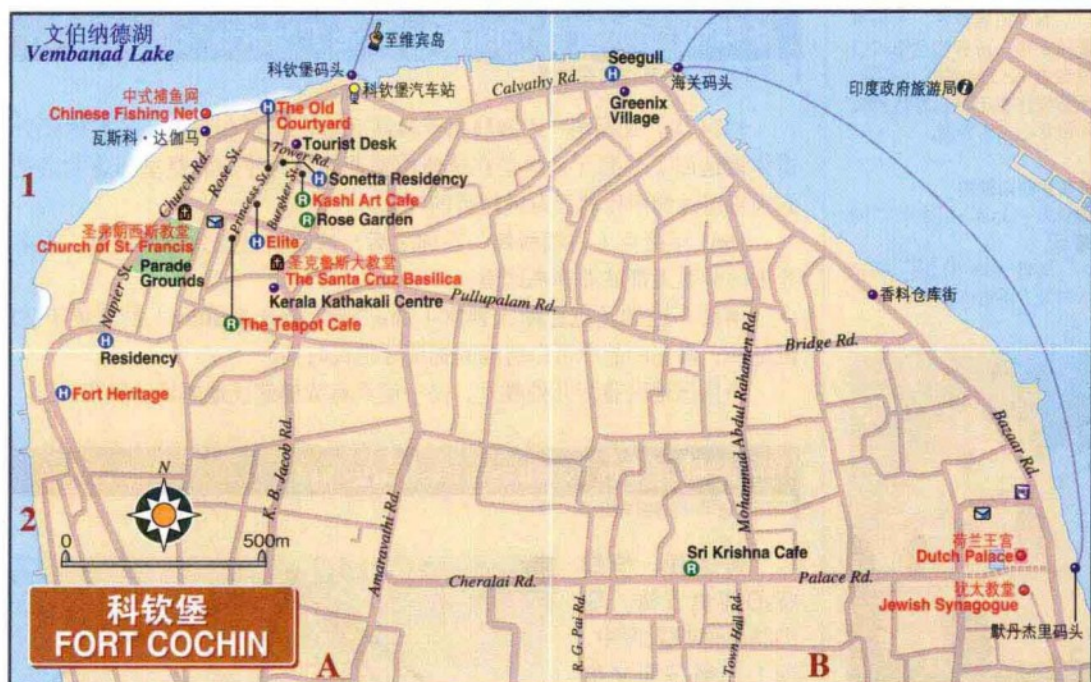 文伯纳德湖
Vembanad Lake
至维宾岛
科钦堡码头
科钦堡汽车站
中式捕鱼网
Chinese Fishing Net
瓦斯科·达伽马
H The Old
Courtyard
Tourist Desk
Calvathy Rd.
Seegull
H
Greenix
Village
海关码头
印度政府旅游局
i
Church Rd.
Rose St.
Princess St.
Tower Rd.
Burgher St.
H Sonetta Residency
R Kashi Art Cafe
R Rose Garden
1
圣弗朗西斯教堂
Church of St. Francis
Parade
Grounds
H Elite
圣克鲁斯大教堂
The Santa Cruz Basilica
Kerala Kathakali Centre
Napier St.
R The Teapot Cafe
Pullupalam Rd.
香料仓库街
Bridge Rd.
H
Residency
H Fort Heritage
Mohammad Abdul Rahamen Rd.
Bazaar Rd.
N
K. B. Jacob Rd.
Amaravathi Rd.
2
0 500m
Sri Krishna Cafe
R
荷兰王宫
Dutch Palace
Cheralai Rd.
Palace Rd.
犹太教堂
Jewish Synagogue
R. G. Pai Rd.
Town Hall Rd.
默丹杰里码头
科钦堡
FORT COCHIN
A
B